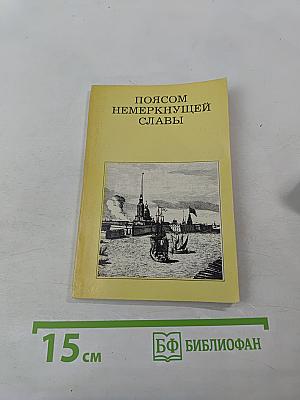 ПОЯСОМ
НЕМЕРКНУЩЕЙ
СЛАВЫ
15 см
БФ БИБЛИОФАН